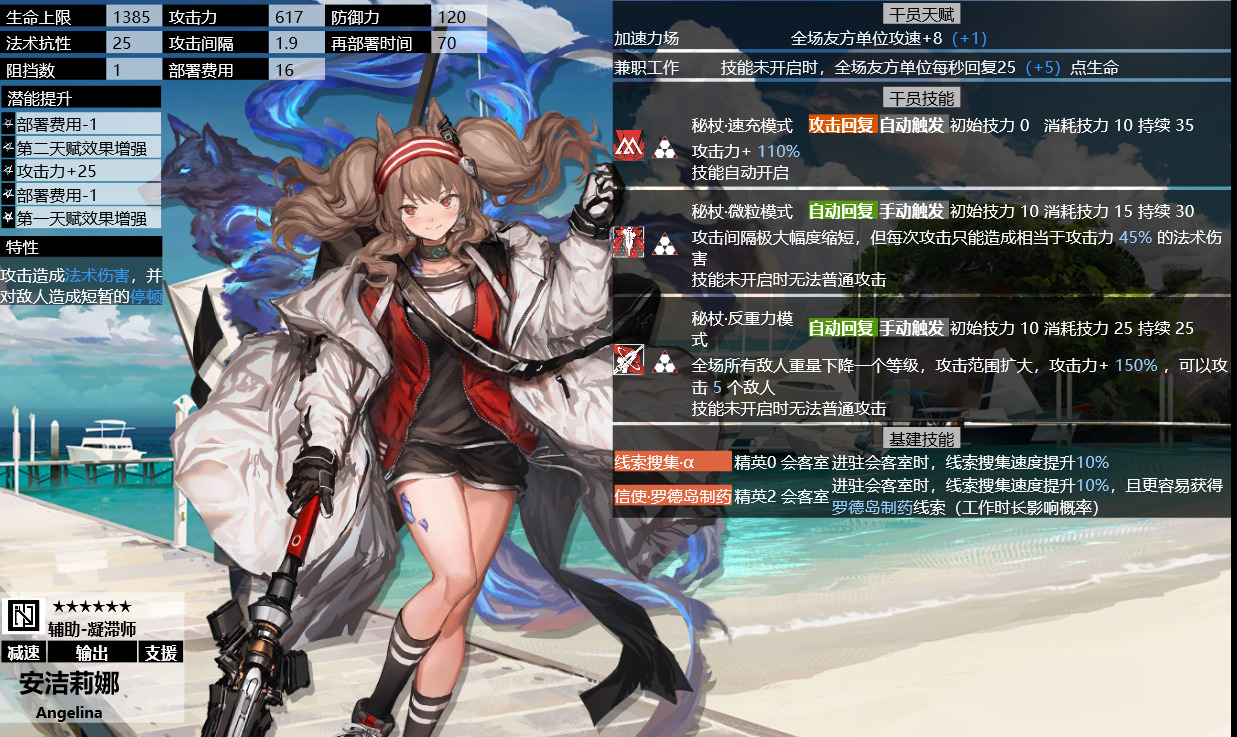 生命上限 1385 攻击力 617 防御力 120
法术抗性 25 攻击间隔 1.9 再部署时间 70
阻挡数 1 部署费用 16
潜能提升
部署费用-1
第二天赋效果增强
攻击力+25
部署费用-1
第一天赋效果增强
特性
攻击造成法术伤害，并
对敌人造成短暂的停顿
★★★★★★
辅助-凝滞师
减速 输出 支援
安洁莉娜
Angelina
干员天赋
加速力场 全场友方单位攻速+8（+1）
兼职工作 技能未开启时，全场友方单位每秒回复25（+5）点生命
干员技能
秘杖·速充模式 攻击回复 自动触发 初始技力 0 消耗技力 10 持续 35
攻击力+ 110%
技能自动开启
秘杖·微粒模式 自动回复 手动触发 初始技力 10 消耗技力 15 持续 30
攻击间隔极大幅度缩短，但每次攻击只能造成相当于攻击力 45% 的法术伤
害
技能未开启时无法普通攻击
秘杖·反重力模
式
自动回复 手动触发 初始技力 10 消耗技力 25 持续 25
全场所有敌人重量下降一个等级，攻击范围扩大，攻击力+ 150% ，可以攻
击 5 个敌人
技能未开启时无法普通攻击
基建技能
线索搜集·α 精英0 会客室 进驻会客室时，线索搜集速度提升10%
信使·罗德岛制药 精英2 会客室 进驻会客室时，线索搜集速度提升10%，且更容易获得
罗德岛制药线索（工作时长影响概率）